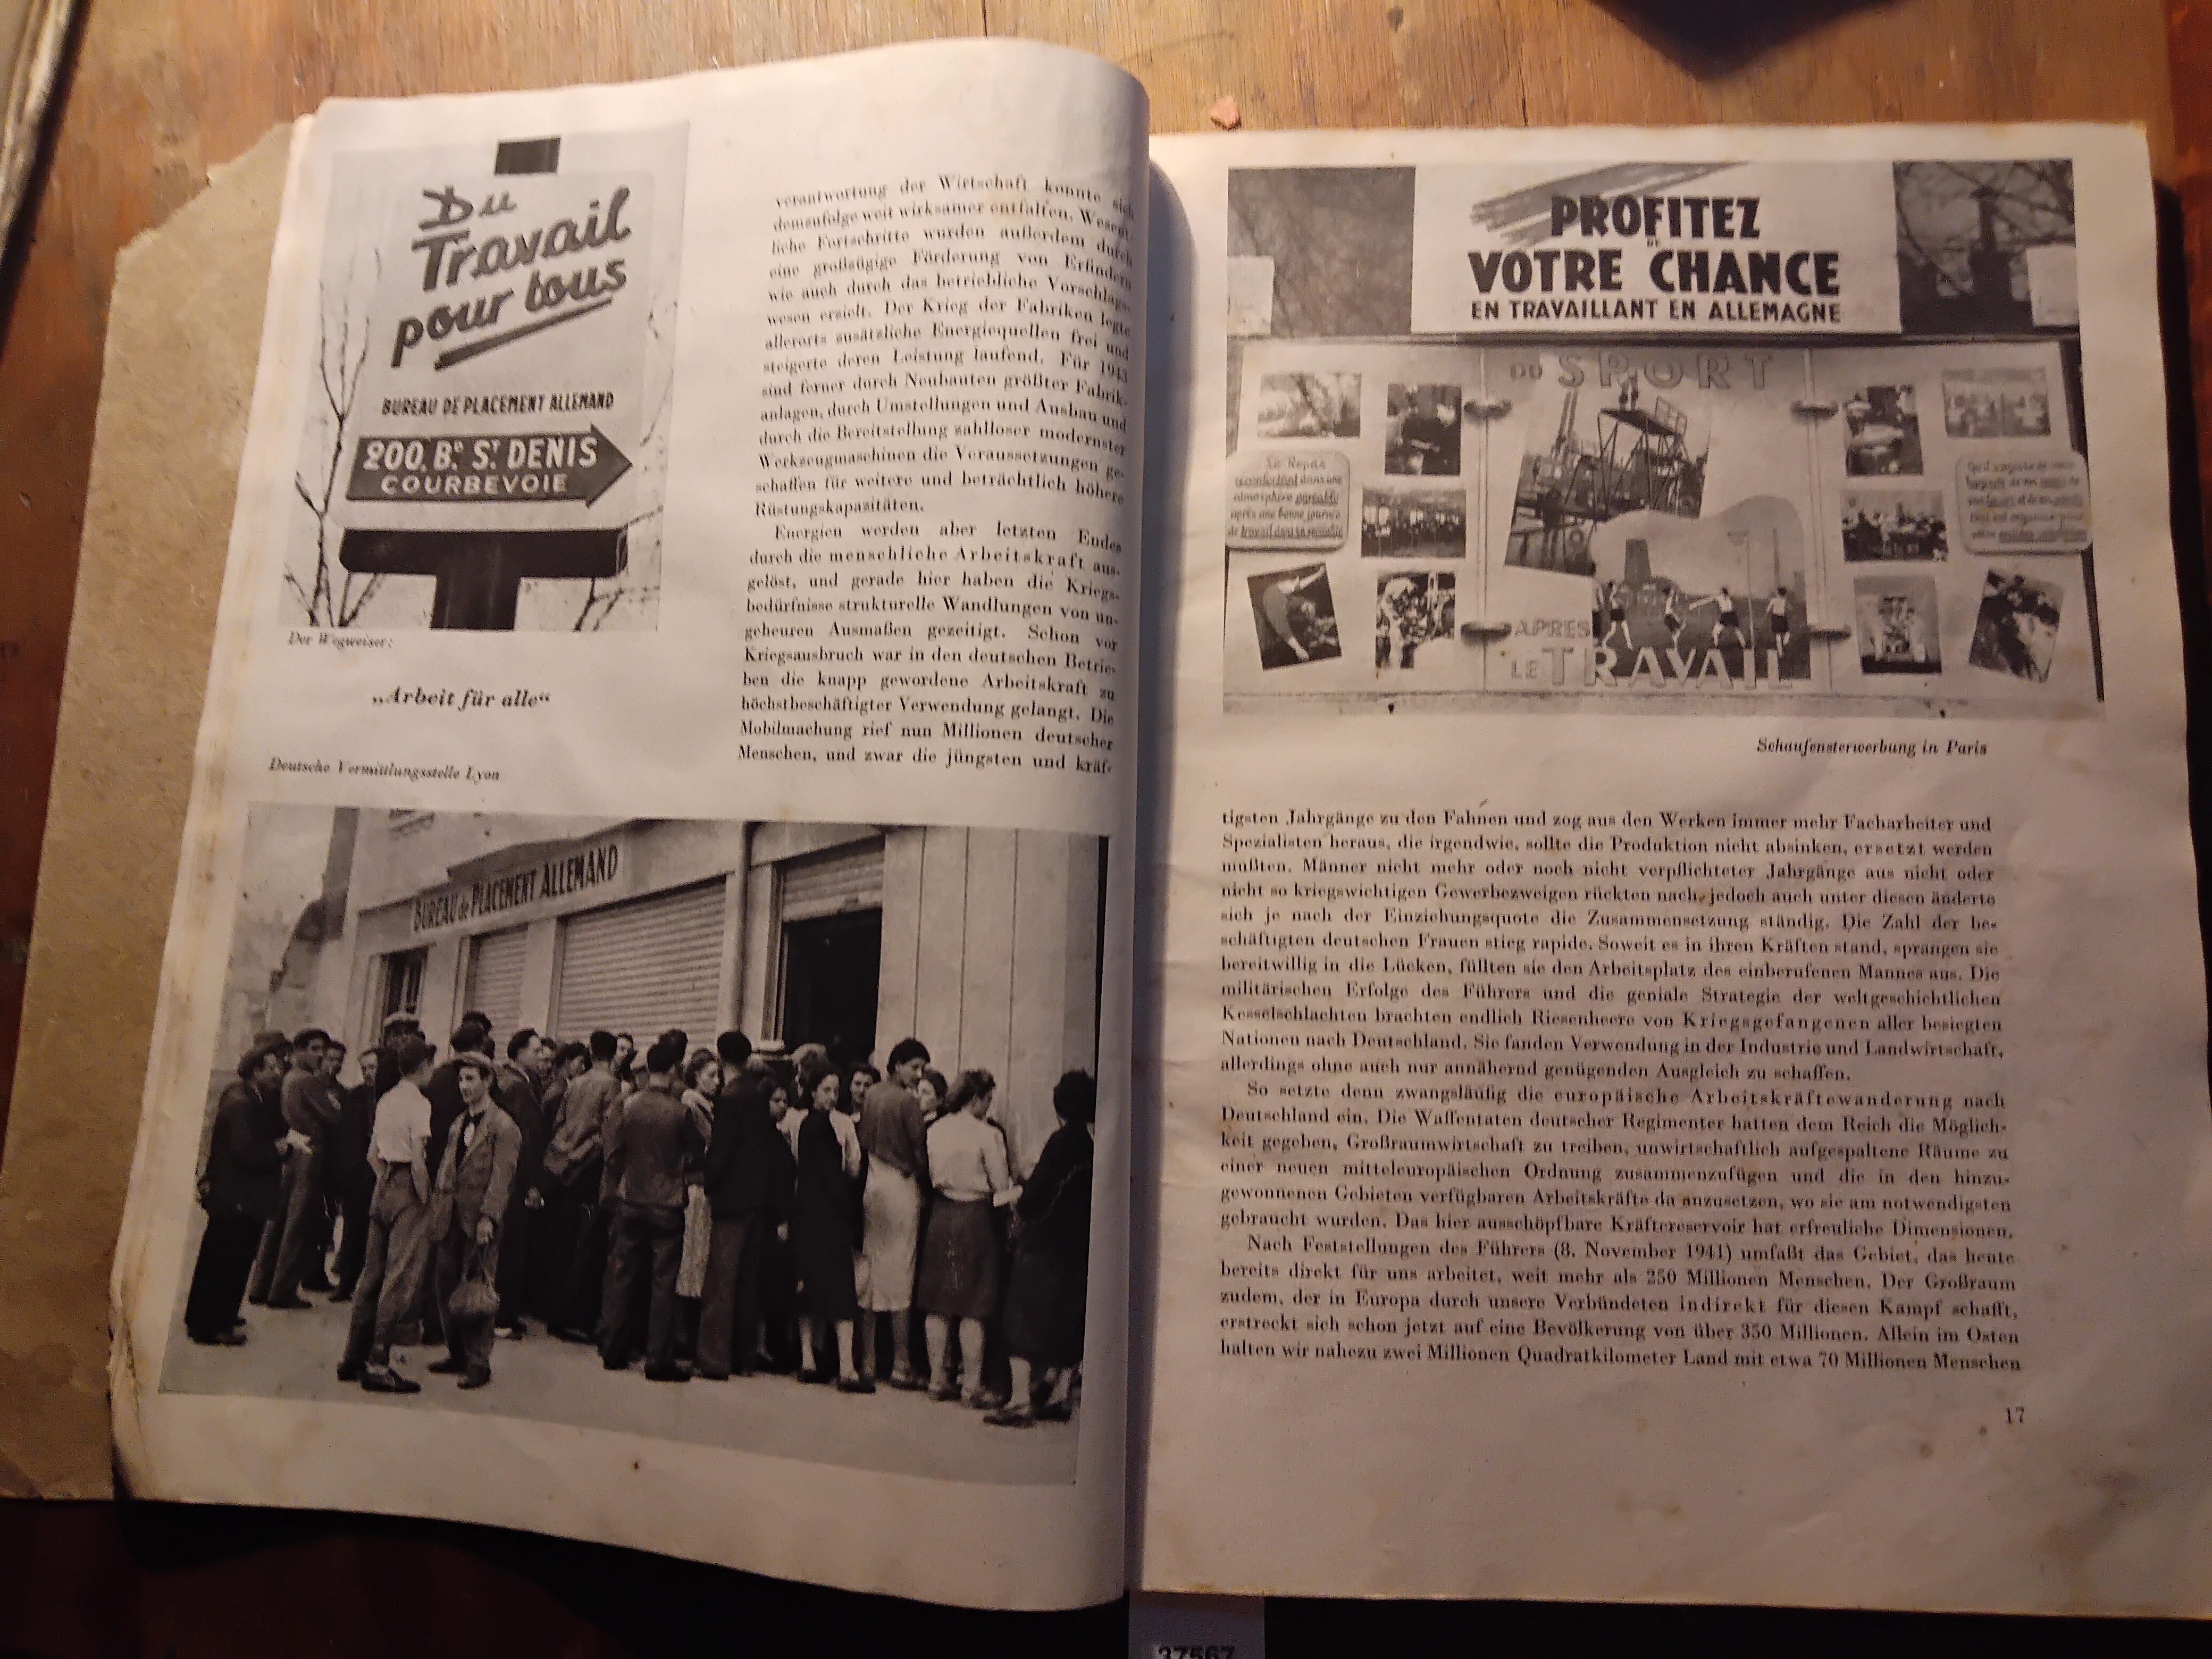 Du
Travail
pour tous
BUREAU DE PLACEMENT ALLEMAND
200. Bᴅ Sᵀ DENIS
COURBEVOIE
Der Wegweiser:
„Arbeit für alle“
Deutsche Vermittlungsstelle Lyon
verantwortung der Wirtschaft konnte sich
demzufolge weit wirksamer entfalten. Wesent-
liche Fortschritte wurden außerdem durch
eine großzügige Förderung von Erfindern
wie auch durch das betriebliche Vorschlags-
wesen erzielt. Der Krieg der Fabriken legte
allerorts zusätzliche Energiequellen frei und
steigerte deren Leistung laufend. Für 1943
sind ferner durch Neubauten größter Fabrik-
anlagen, durch Umstellungen und Ausbau und
durch die Bereitstellung zahlloser modernster
Werkzeugmaschinen die Voraussetzungen ge-
schaffen für weitere und beträchtlich höhere
Rüstungskapazitäten.
Energien werden aber letzten Endes
durch die menschliche Arbeitskraft aus-
gelöst, und gerade hier haben die Kriegs-
bedürfnisse strukturelle Wandlungen von un-
geheuren Ausmaßen gezeitigt. Schon vor
Kriegsausbruch war in den deutschen Betrie-
ben die knapp gewordene Arbeitskraft zu
höchstbeschäftigter Verwendung gelangt. Die
Mobilmachung rief nun Millionen deutscher
Menschen, und zwar die jüngsten und kräf-
BUREAU de PLACEMENT ALLEMAND
PROFITEZ
DE
VOTRE CHANCE
EN TRAVAILLANT EN ALLEMAGNE
DU SPORT
Le Repas
réconfortant dans une
atmosphère agréable
après une bonne journée
de travail dans sa spécialité
APRES
LE TRAVAIL
Schaufensterwerbung in Paris
tigsten Jahrgänge zu den Fahnen und zog aus den Werken immer mehr Facharbeiter und
Spezialisten heraus, die irgendwie, sollte die Produktion nicht absinken, ersetzt werden
mußten. Männer nicht mehr oder noch nicht verpflichteter Jahrgänge aus nicht oder
nicht so kriegswichtigen Gewerbezweigen rückten nach, jedoch auch unter diesen änderte
sich je nach der Einziehungsquote die Zusammensetzung ständig. Die Zahl der be-
schäftigten deutschen Frauen stieg rapide. Soweit es in ihren Kräften stand, sprangen sie
bereitwillig in die Lücken, füllten sie den Arbeitsplatz des einberufenen Mannes aus. Die
militärischen Erfolge des Führers und die geniale Strategie der weltgeschichtlichen
Kesselschlachten brachten endlich Riesenheere von Kriegsgefangenen aller besiegten
Nationen nach Deutschland. Sie fanden Verwendung in der Industrie und Landwirtschaft,
allerdings ohne auch nur annähernd genügenden Ausgleich zu schaffen.
So setzte denn zwangsläufig die europäische Arbeitskräftewanderung nach
Deutschland ein. Die Waffentaten deutscher Regimenter hatten dem Reich die Möglich-
keit gegeben, Großraumwirtschaft zu treiben, unwirtschaftlich aufgespaltene Räume zu
einer neuen mitteleuropäischen Ordnung zusammenzufügen und die in den hinzu-
gewonnenen Gebieten verfügbaren Arbeitskräfte da anzusetzen, wo sie am notwendigsten
gebraucht wurden. Das hier ausschöpfbare Kräftereservoir hat erfreuliche Dimensionen.
Nach Feststellungen des Führers (8. November 1941) umfaßt das Gebiet, das heute
bereits direkt für uns arbeitet, weit mehr als 250 Millionen Menschen. Der Großraum
zudem, der in Europa durch unsere Verbündeten indirekt für diesen Kampf schafft,
erstreckt sich schon jetzt auf eine Bevölkerung von über 350 Millionen. Allein im Osten
halten wir nahezu zwei Millionen Quadratkilometer Land mit etwa 70 Millionen Menschen
17
37567